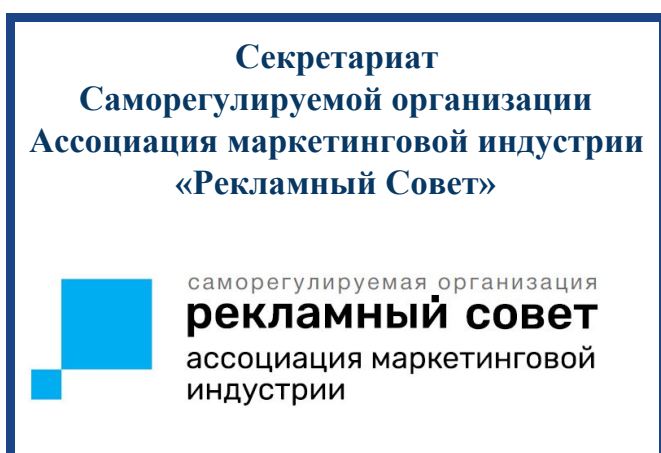 Секретариат
Саморегулируемой организации
Ассоциация маркетинговой индустрии
«Рекламный Совет»
саморегулируемая организация
рекламный совет
ассоциация маркетинговой
индустрии